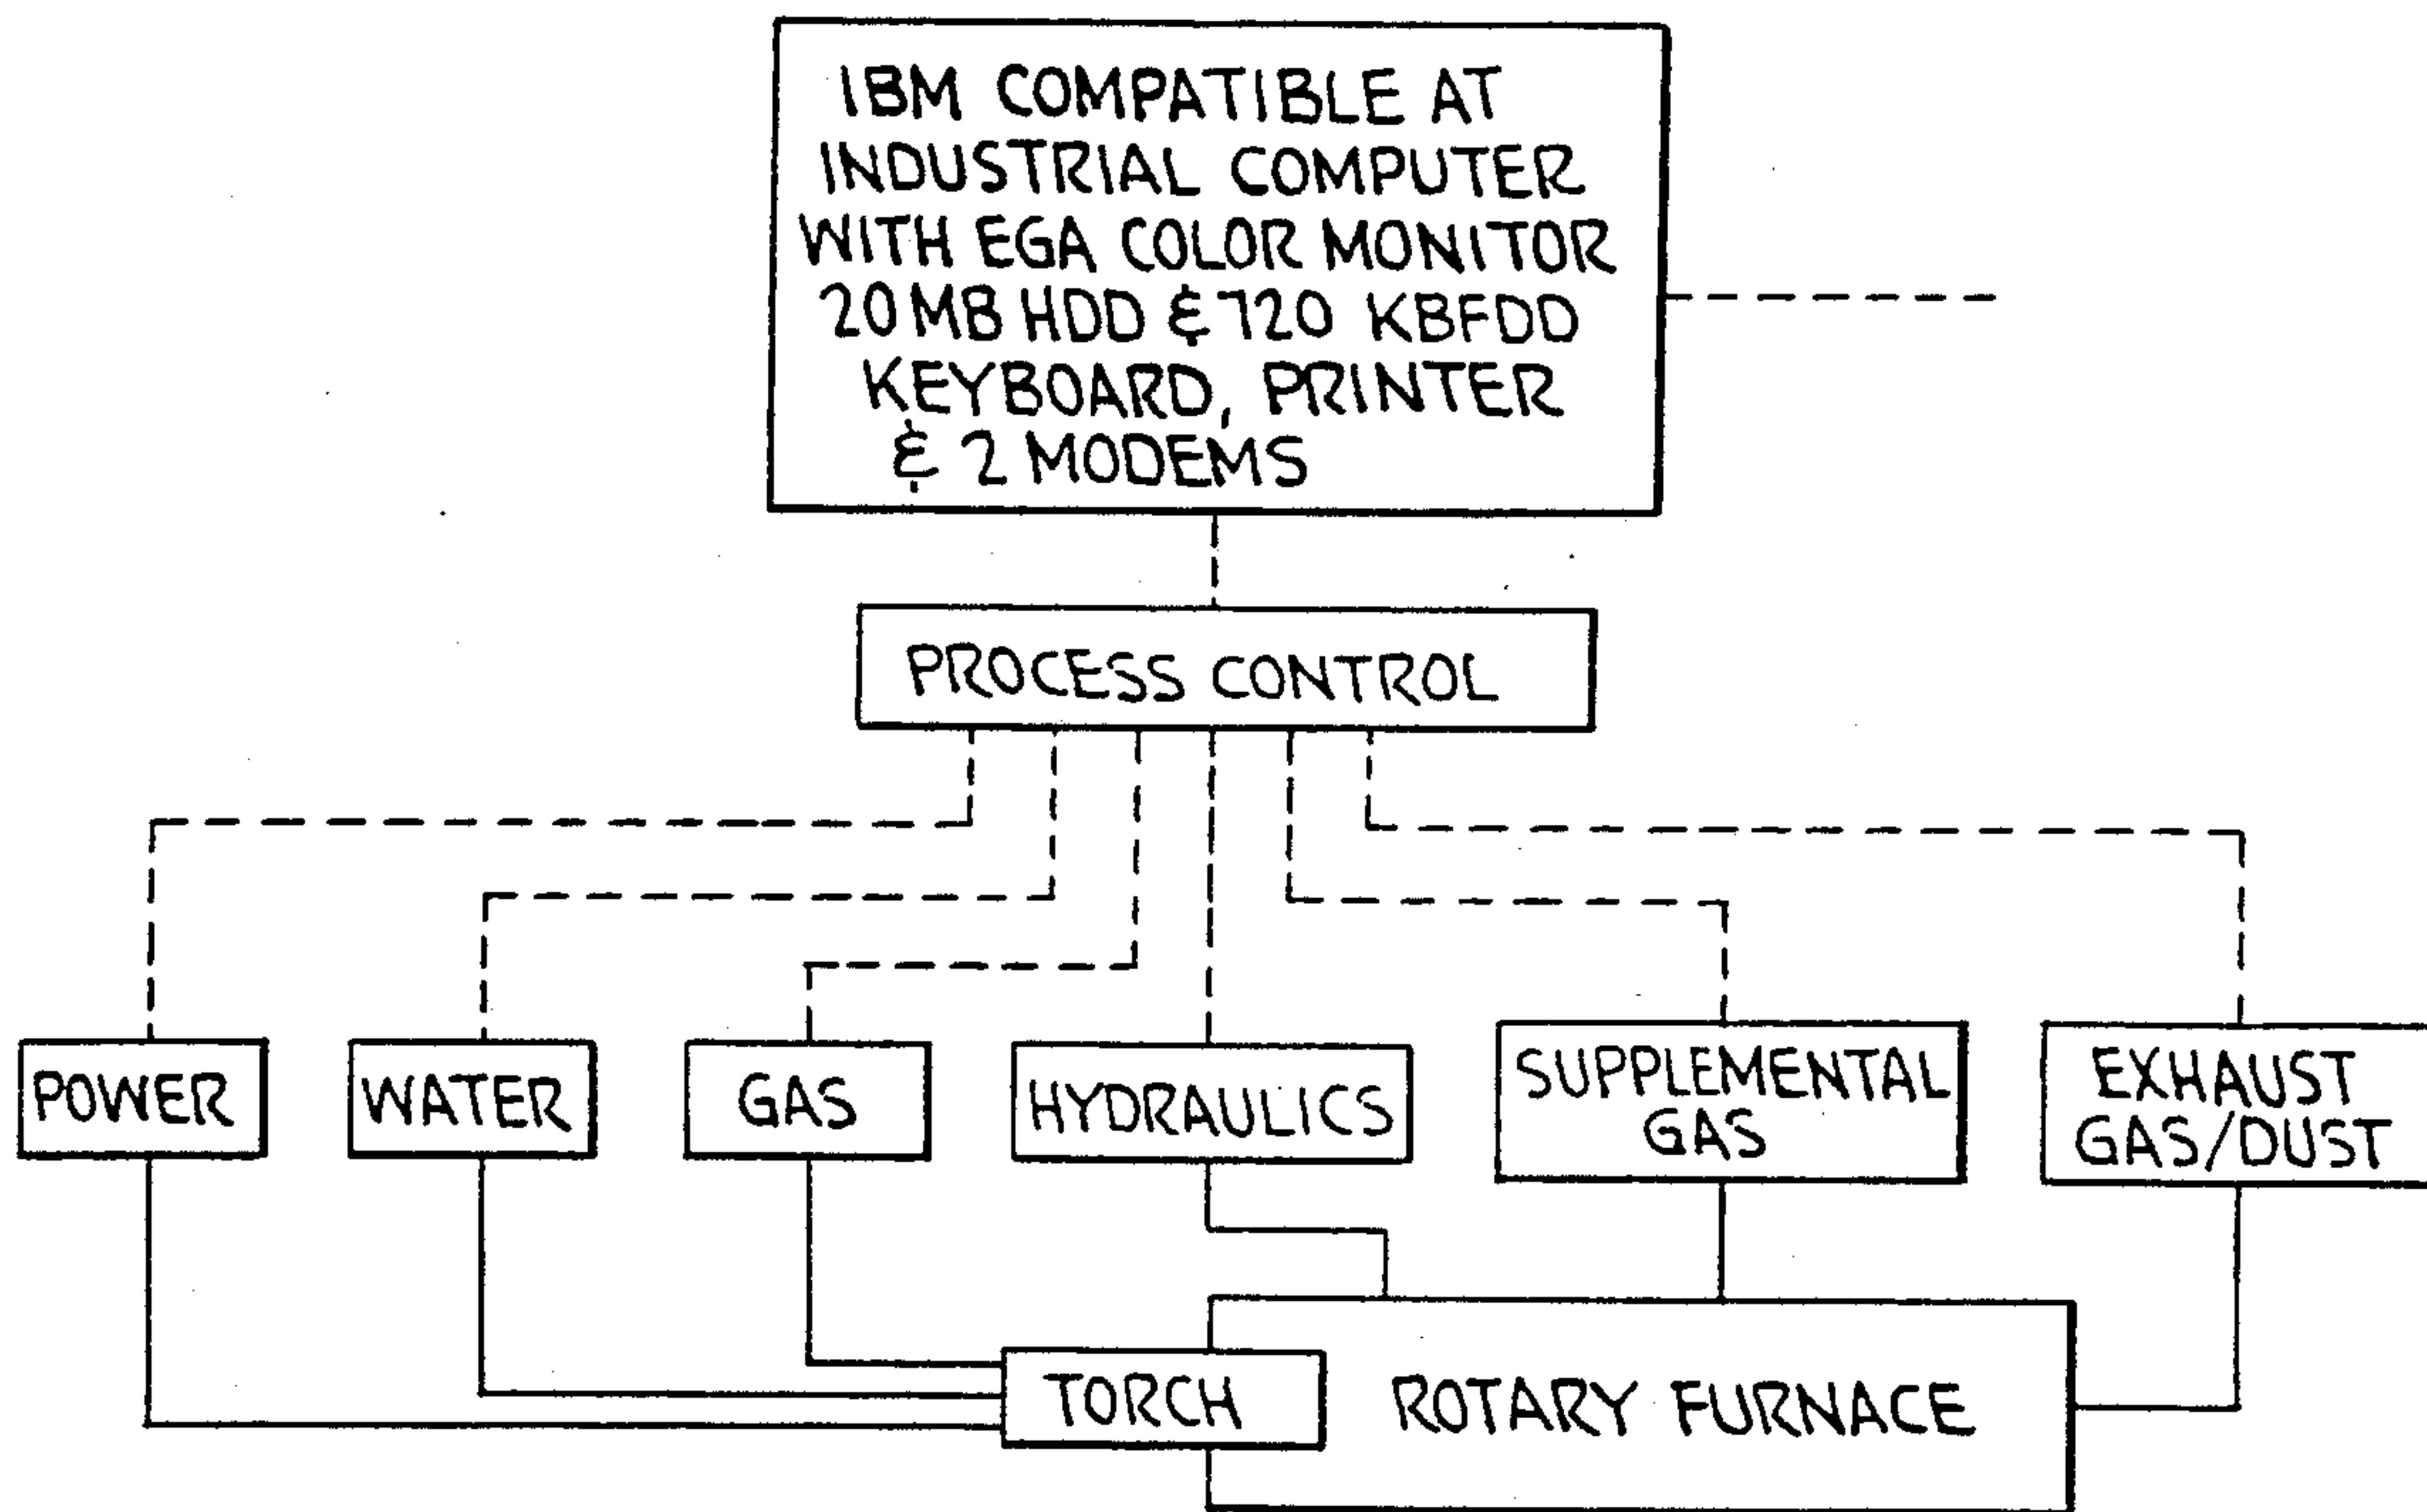 IBM COMPATIBLE AT
INDUSTRIAL COMPUTER
WITH EGA COLOR MONITOR
20 MB HDD & 720 KBFDD
KEYBOARD, PRINTER
& 2 MODEMS
PROCESS CONTROL
POWER
WATER
GAS
HYDRAULICS
SUPPLEMENTAL
GAS
EXHAUST
GAS/DUST
TORCH
ROTARY FURNACE